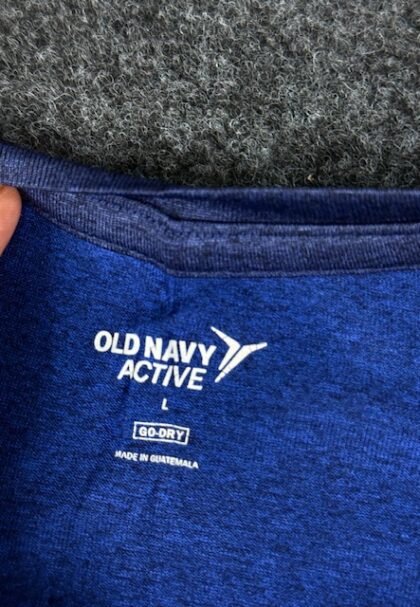 OLD NAVY
ACTIVE
L
GO-DRY
MADE IN GUATEMALA